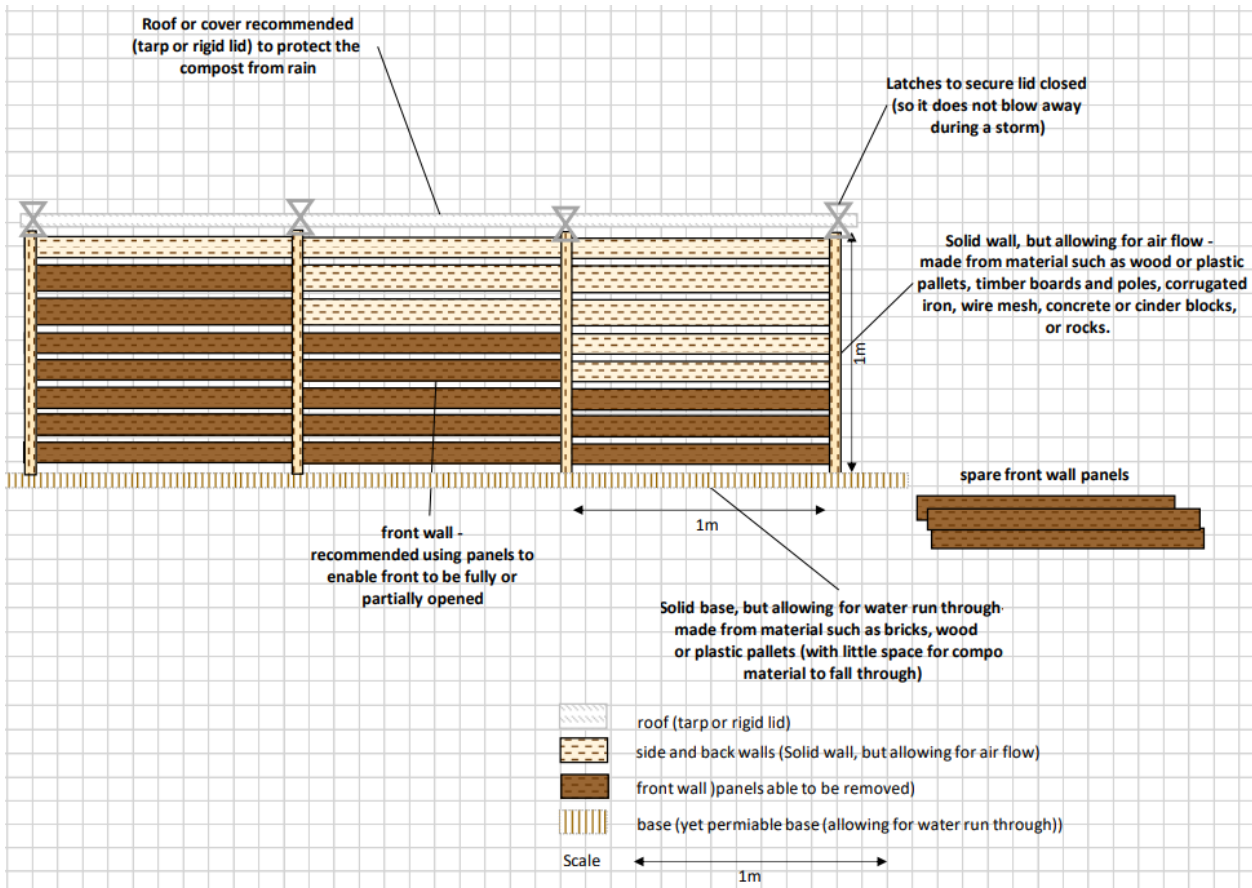 Roof or cover recommended
(tarp or rigid lid) to protect the
compost from rain
Latches to secure lid closed
(so it does not blow away
during a storm)
Solid wall, but allowing for air flow -
made from material such as wood or plastic
pallets, timber boards and poles, corrugated
iron, wire mesh, concrete or cinder blocks,
or rocks.
1m
1m
spare front wall panels
front wall -
recommended using panels to
enable front to be fully or
partially opened
Solid base, but allowing for water run through-
made from material such as bricks, wood
or plastic pallets (with little space for compo
material to fall through)
roof (tarp or rigid lid)
side and back walls (Solid wall, but allowing for air flow)
front wall )panels able to be removed)
base (yet permiable base (allowing for water run through))
Scale
1m